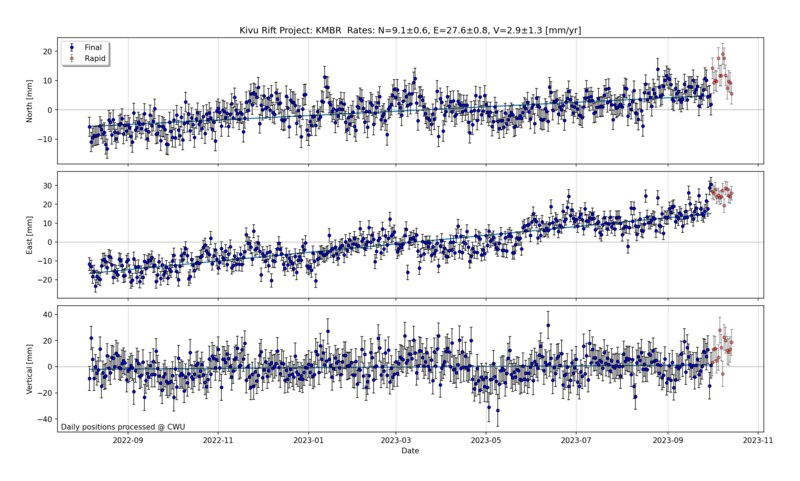 Kivu Rift Project: KMBR Rates: N=9.1±0.6, E=27.6±0.8, V=2.9±1.3 [mm/yr]
Final
Rapid
North [mm]
20
10
0
−10
East [mm]
30
20
10
0
−10
−20
Vertical [mm]
40
20
0
−20
−40
Daily positions processed @ CWU
2022-09 2022-11 2023-01 2023-03 2023-05 2023-07 2023-09 2023-11
Date